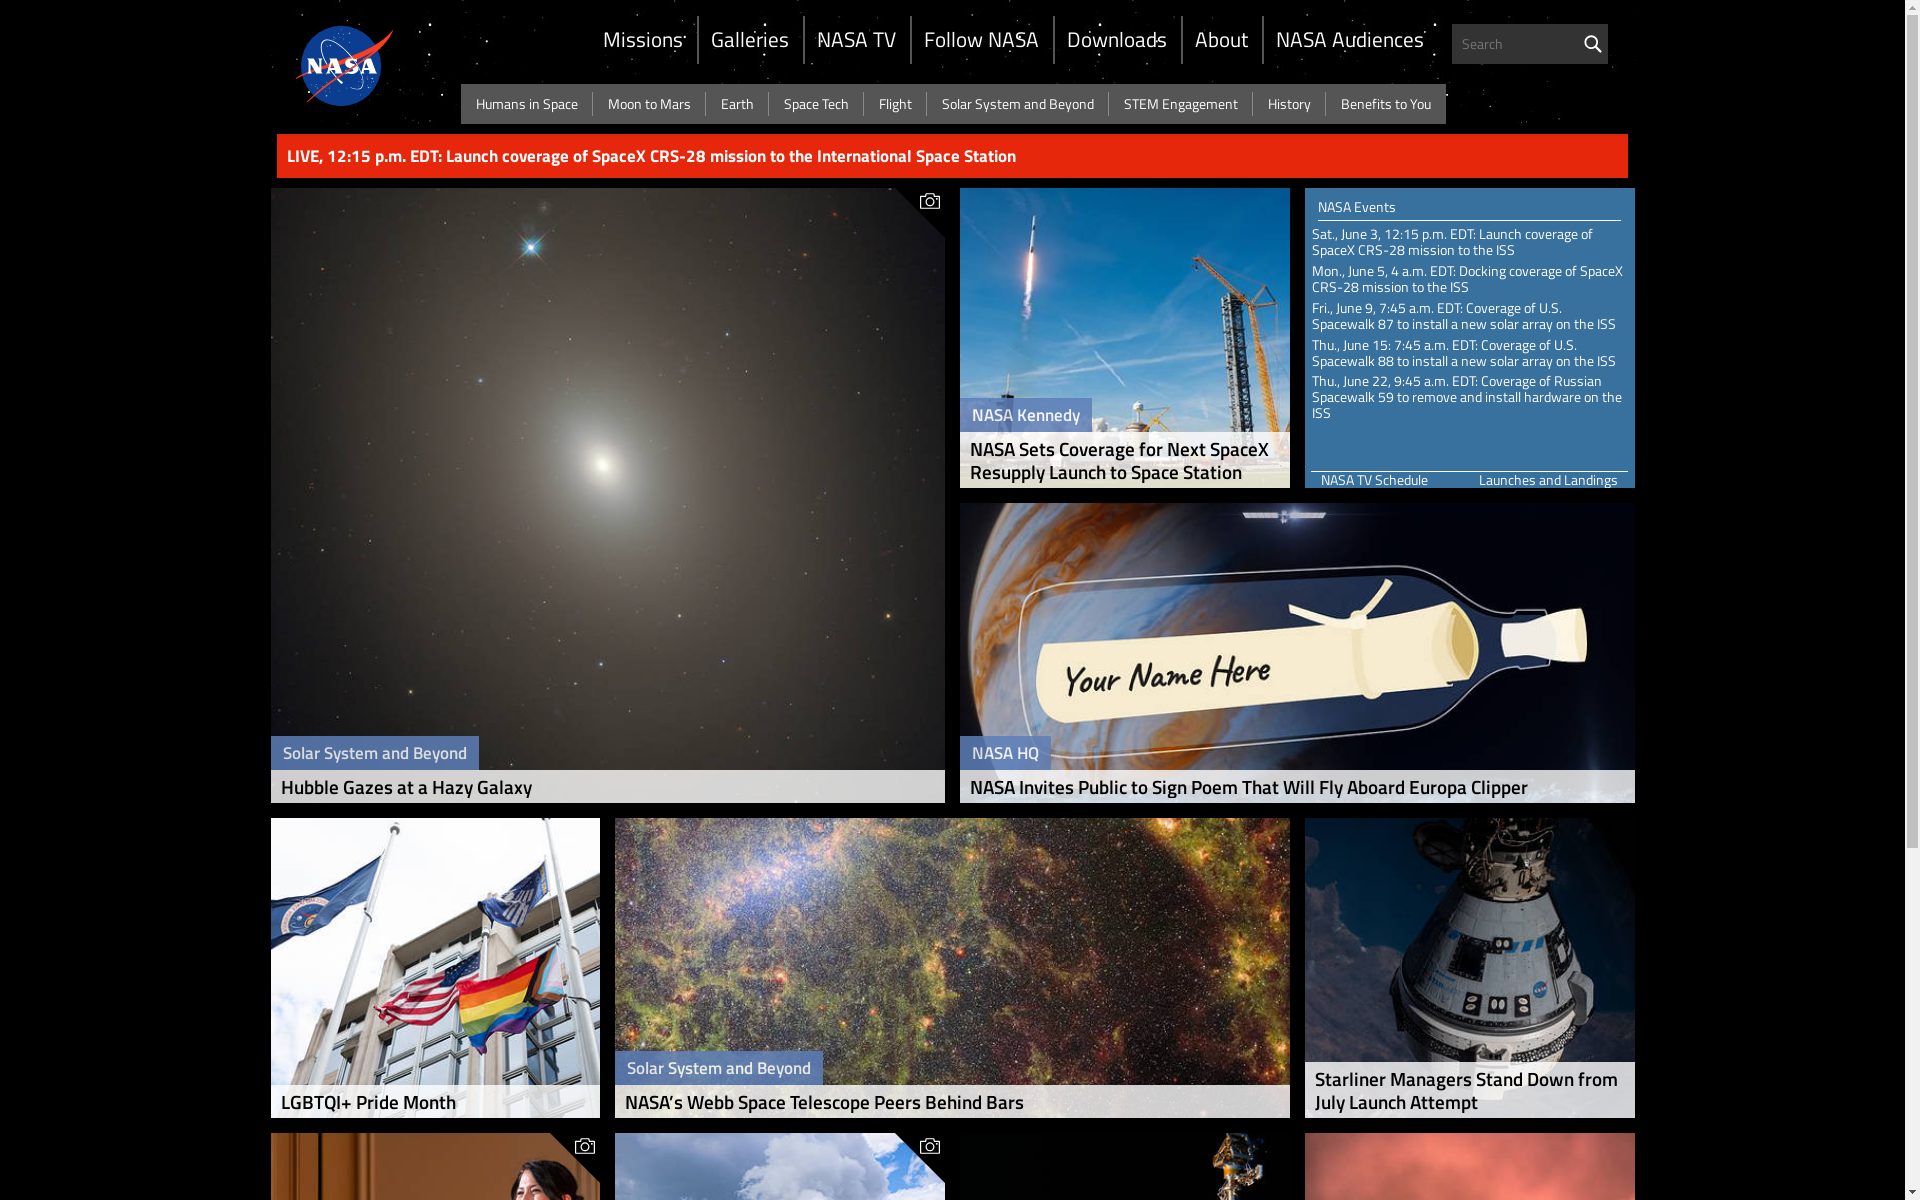 NASA
Missions
Galleries
NASA TV
Follow NASA
Downloads
About
NASA Audiences
Search
Humans in Space
Moon to Mars
Earth
Space Tech
Flight
Solar System and Beyond
STEM Engagement
History
Benefits to You
LIVE, 12:15 p.m. EDT: Launch coverage of SpaceX CRS-28 mission to the International Space Station
Solar System and Beyond
Hubble Gazes at a Hazy Galaxy
NASA Kennedy
NASA Sets Coverage for Next SpaceX
Resupply Launch to Space Station
NASA Events
Sat., June 3, 12:15 p.m. EDT: Launch coverage of
SpaceX CRS-28 mission to the ISS
Mon., June 5, 4 a.m. EDT: Docking coverage of SpaceX
CRS-28 mission to the ISS
Fri., June 9, 7:45 a.m. EDT: Coverage of U.S.
Spacewalk 87 to install a new solar array on the ISS
Thu., June 15: 7:45 a.m. EDT: Coverage of U.S.
Spacewalk 88 to install a new solar array on the ISS
Thu., June 22, 9:45 a.m. EDT: Coverage of Russian
Spacewalk 59 to remove and install hardware on the
ISS
NASA TV Schedule
Launches and Landings
Your Name Here
NASA HQ
NASA Invites Public to Sign Poem That Will Fly Aboard Europa Clipper
LGBTQI+ Pride Month
Solar System and Beyond
NASA’s Webb Space Telescope Peers Behind Bars
Starliner Managers Stand Down from
July Launch Attempt